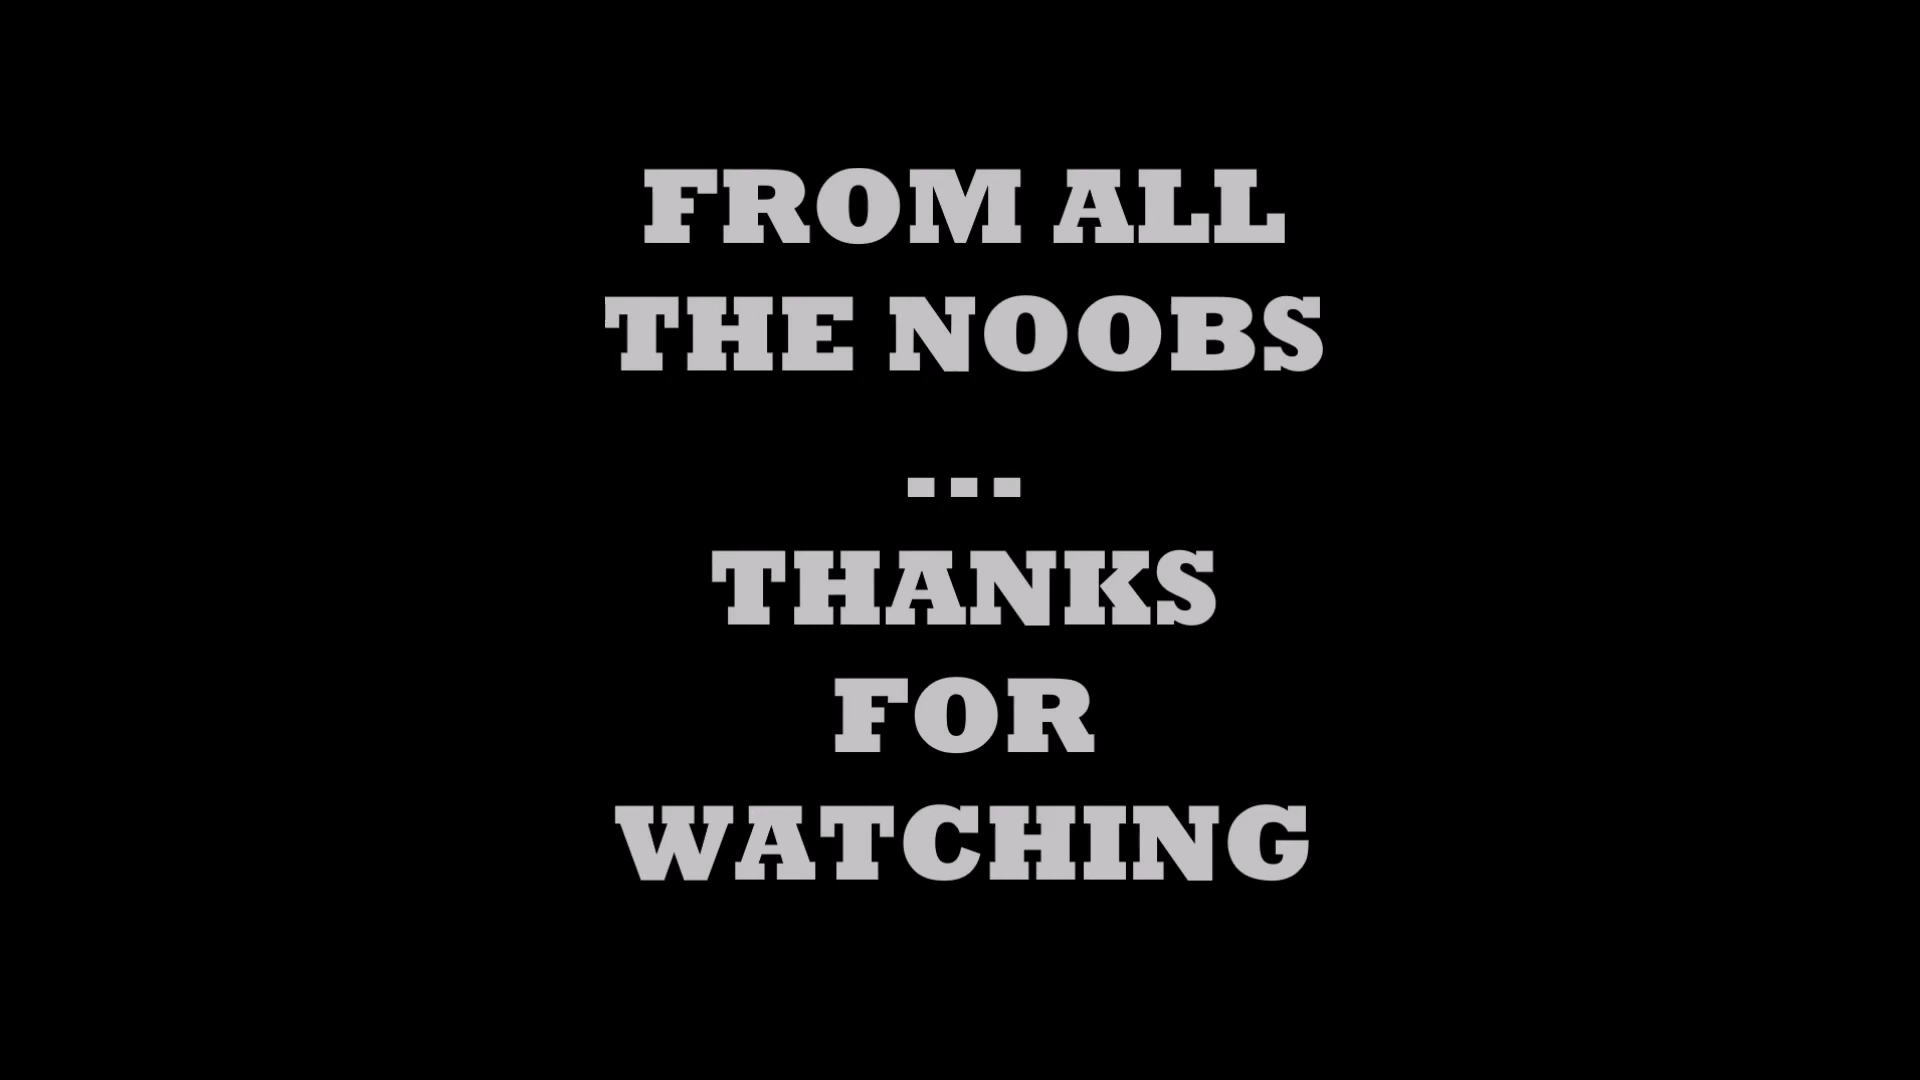 FROM ALL
THE NOOBS
...
THANKS
FOR
WATCHING